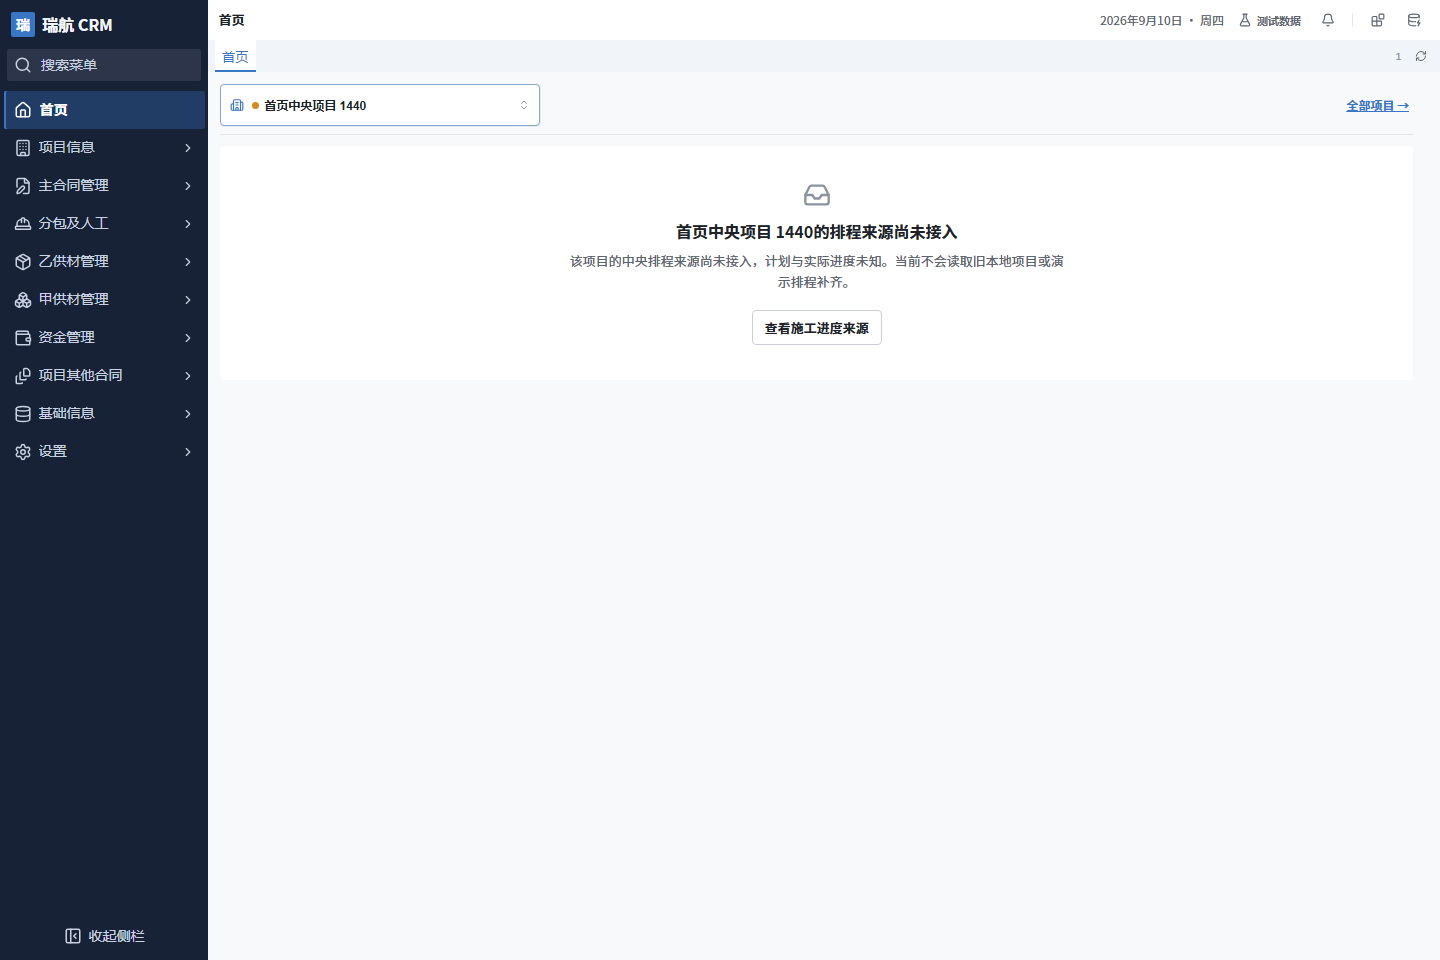 瑞 瑞航 CRM
搜索菜单
首页
项目信息
主合同管理
分包及人工
乙供材管理
甲供材管理
资金管理
项目其他合同
基础信息
设置
收起侧栏
首页
2026年9月10日 • 周四
测试数据
首页
1
首页中央项目 1440
全部项目 →
首页中央项目 1440的排程来源尚未接入
该项目的中央排程来源尚未接入，计划与实际进度未知。当前不会读取旧本地项目或演
示排程补齐。
查看施工进度来源